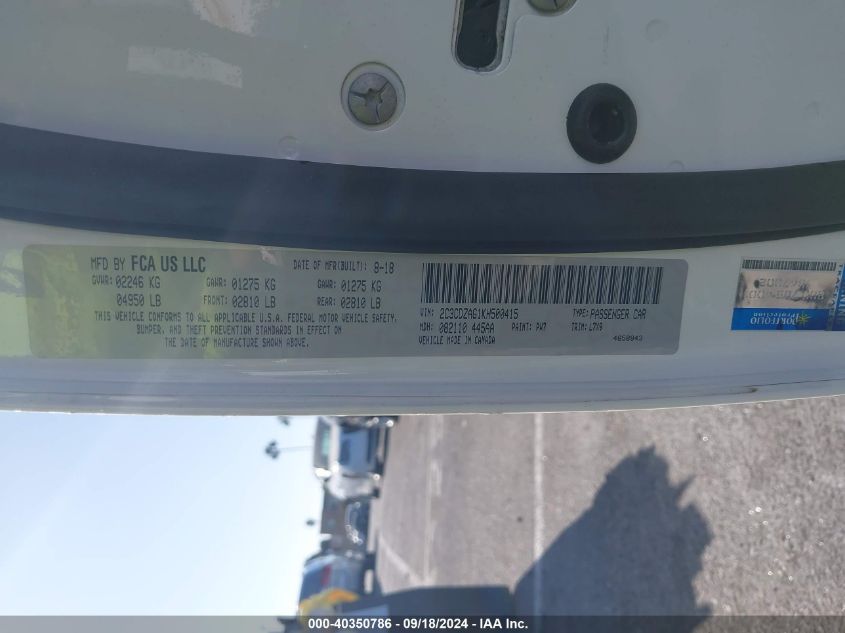 MFD BY FCA US LLC
DATE OF MFR(BUILT): 8-18
GVWR: 02246 KG
GAWR: 01275 KG
GAWR: 01275 KG
04950 LB
FRONT: 02810 LB
REAR: 02810 LB
THIS VEHICLE CONFORMS TO ALL APPLICABLE U.S.A. FEDERAL MOTOR VEHICLE SAFETY,
BUMPER, AND THEFT PREVENTION STANDARDS IN EFFECT ON
THE DATE OF MANUFACTURE SHOWN ABOVE.
VIN: 2C3CDZAG1KH500415
TYPE: PASSENGER CAR
MDH: 082110 445AA
PAINT: PW7
TRIM: L7X9
VEHICLE MADE IN CANADA
4650943
PORTFOLIO
Protection
000-40350786 - 09/18/2024 - IAA Inc.